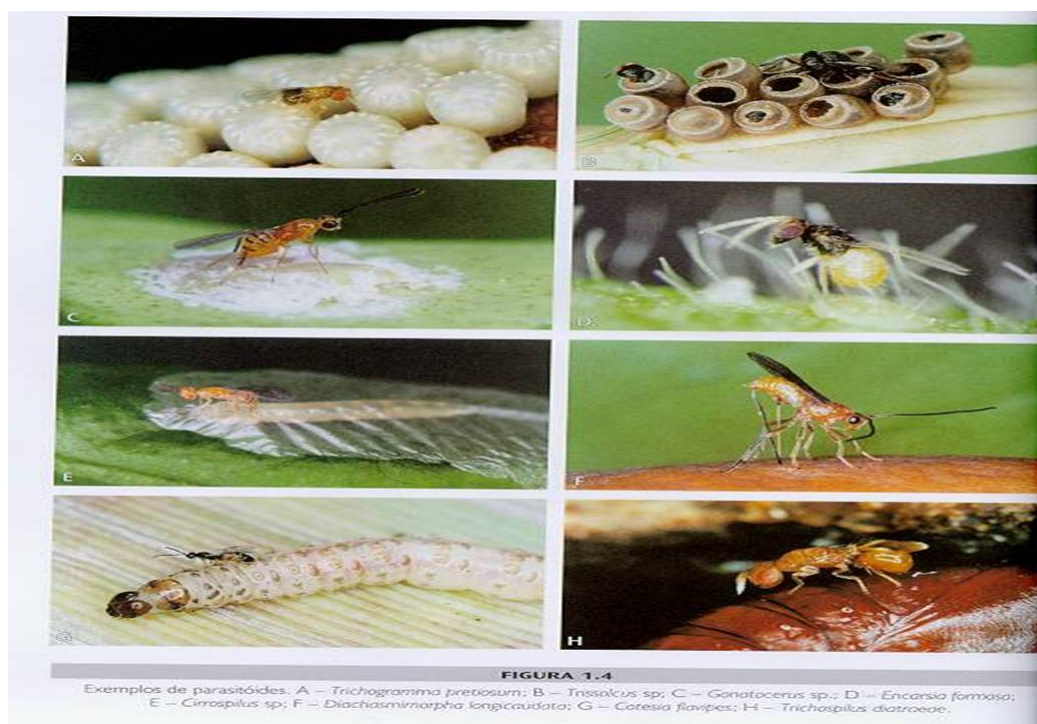 A
B
C
D
E
F
G
H
FIGURA 1.4
Exemplos de parasitóides. A – Trichogramma pretiosum; B – Trissolcus sp; C – Gonatocerus sp.; D – Encarsia formosa;
E – Cirrospilus sp; F – Diachasmimorpha longicaudata; G – Cotesia flavipes; H – Trichospilus diatraeae.